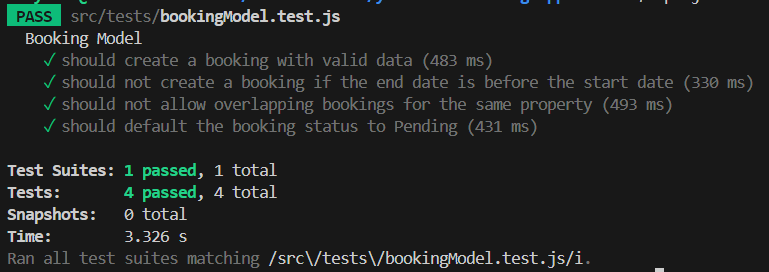 PASS src/tests/bookingModel.test.js
Booking Model
✓ should create a booking with valid data (483 ms)
✓ should not create a booking if the end date is before the start date (330 ms)
✓ should not allow overlapping bookings for the same property (493 ms)
✓ should default the booking status to Pending (431 ms)
Test Suites: 1 passed, 1 total
Tests: 4 passed, 4 total
Snapshots: 0 total
Time: 3.326 s
Ran all test suites matching /src\/tests\/bookingModel.test.js/i.